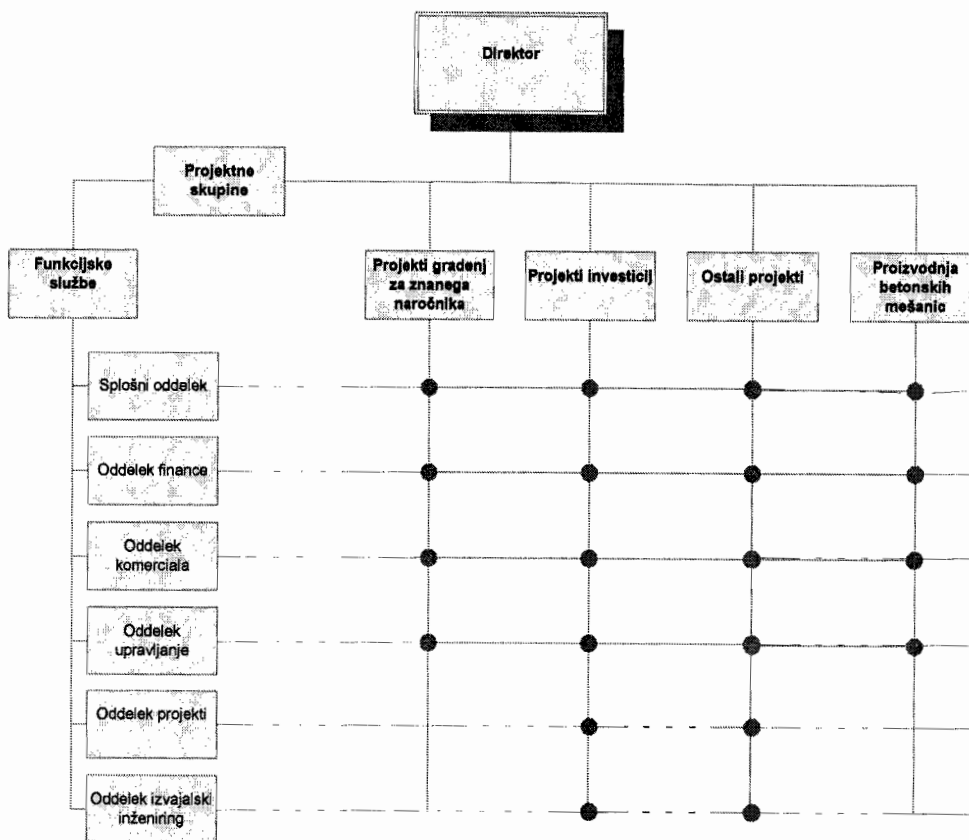 Direktor
Projektne
skupine
Funkcijske
službe
Projekti gradenj
za znanega
naročnika
Projekti investicij
Ostali projekti
Proizvodnja
betonskih
mešanic
Splošni oddelek
Oddelek finance
Oddelek
komerciala
Oddelek
upravljanje
Oddelek projekti
Oddelek izvajalski
inženiring